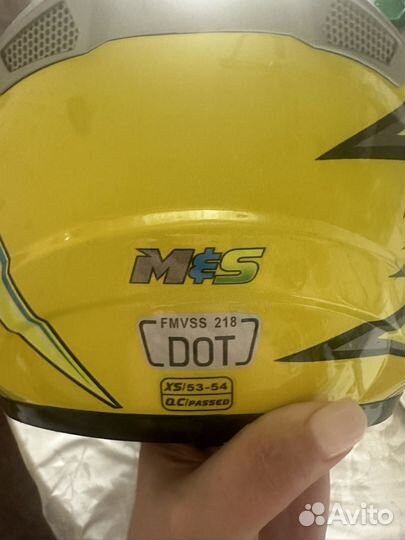 M&S
FMVSS 218
DOT
XS/53-54
Q.C/PASSED
Avito